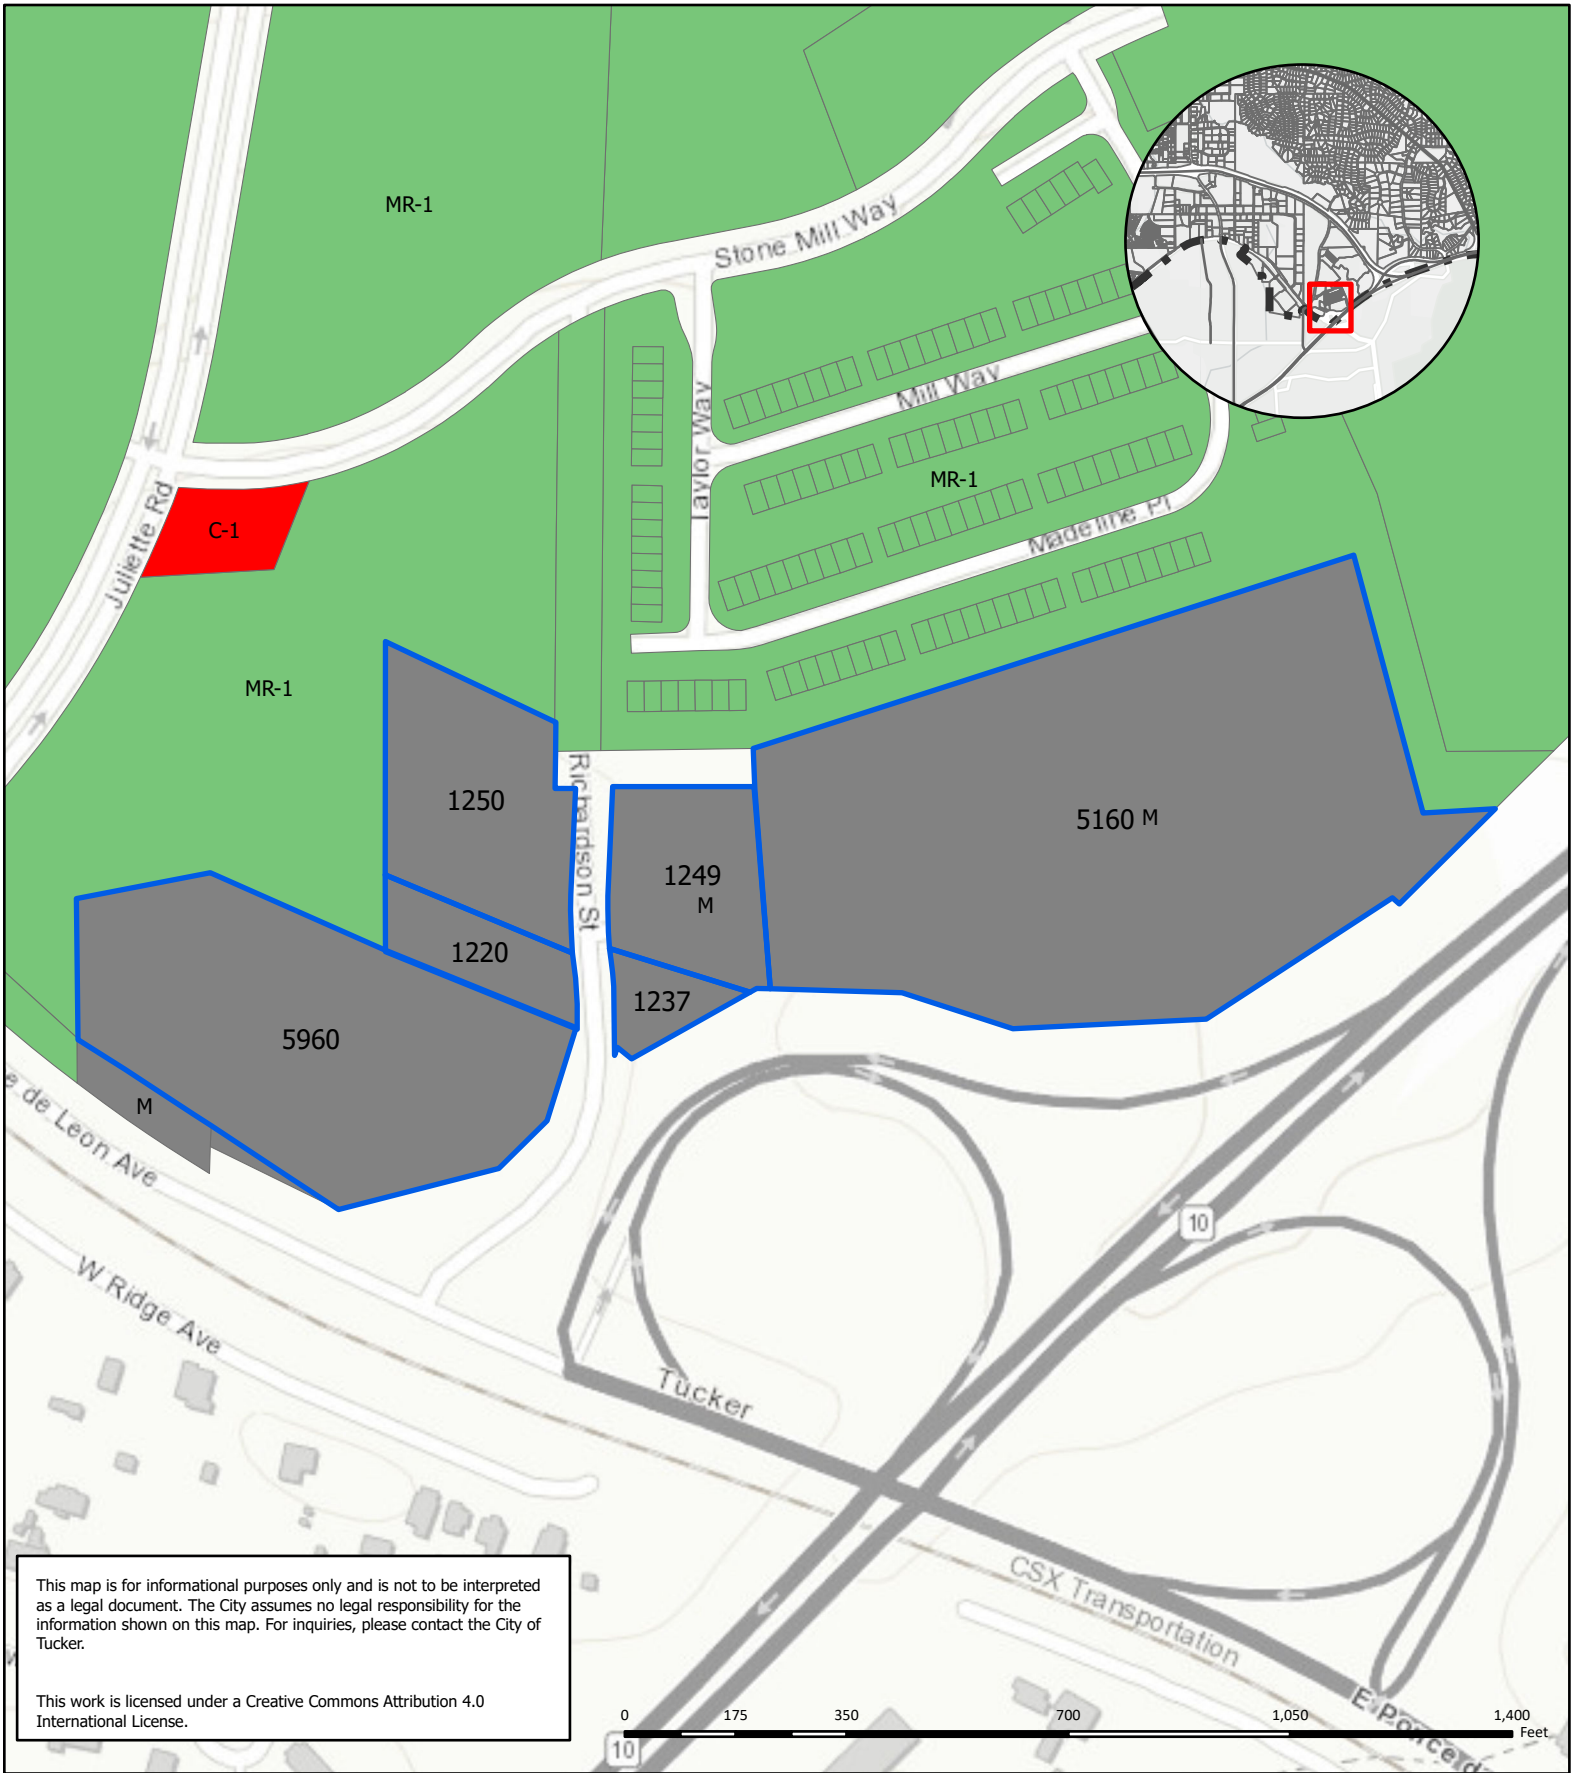 MR-1
Stone Mill Way
Mill Way
Taylor Way
MR-1
C-1
Juliette Rd
Madeline Pl
MR-1
Richardson St
1250
5160 M
1249
M
1220
1237
5960
M
e de Leon Ave
W Ridge Ave
10
Tucker
CSX Transportation
E Ponce d
10
This map is for informational purposes only and is not to be interpreted
as a legal document. The City assumes no legal responsibility for the
information shown on this map. For inquiries, please contact the City of
Tucker.
This work is licensed under a Creative Commons Attribution 4.0
International License.
0 175 350 700 1,050 1,400
Feet